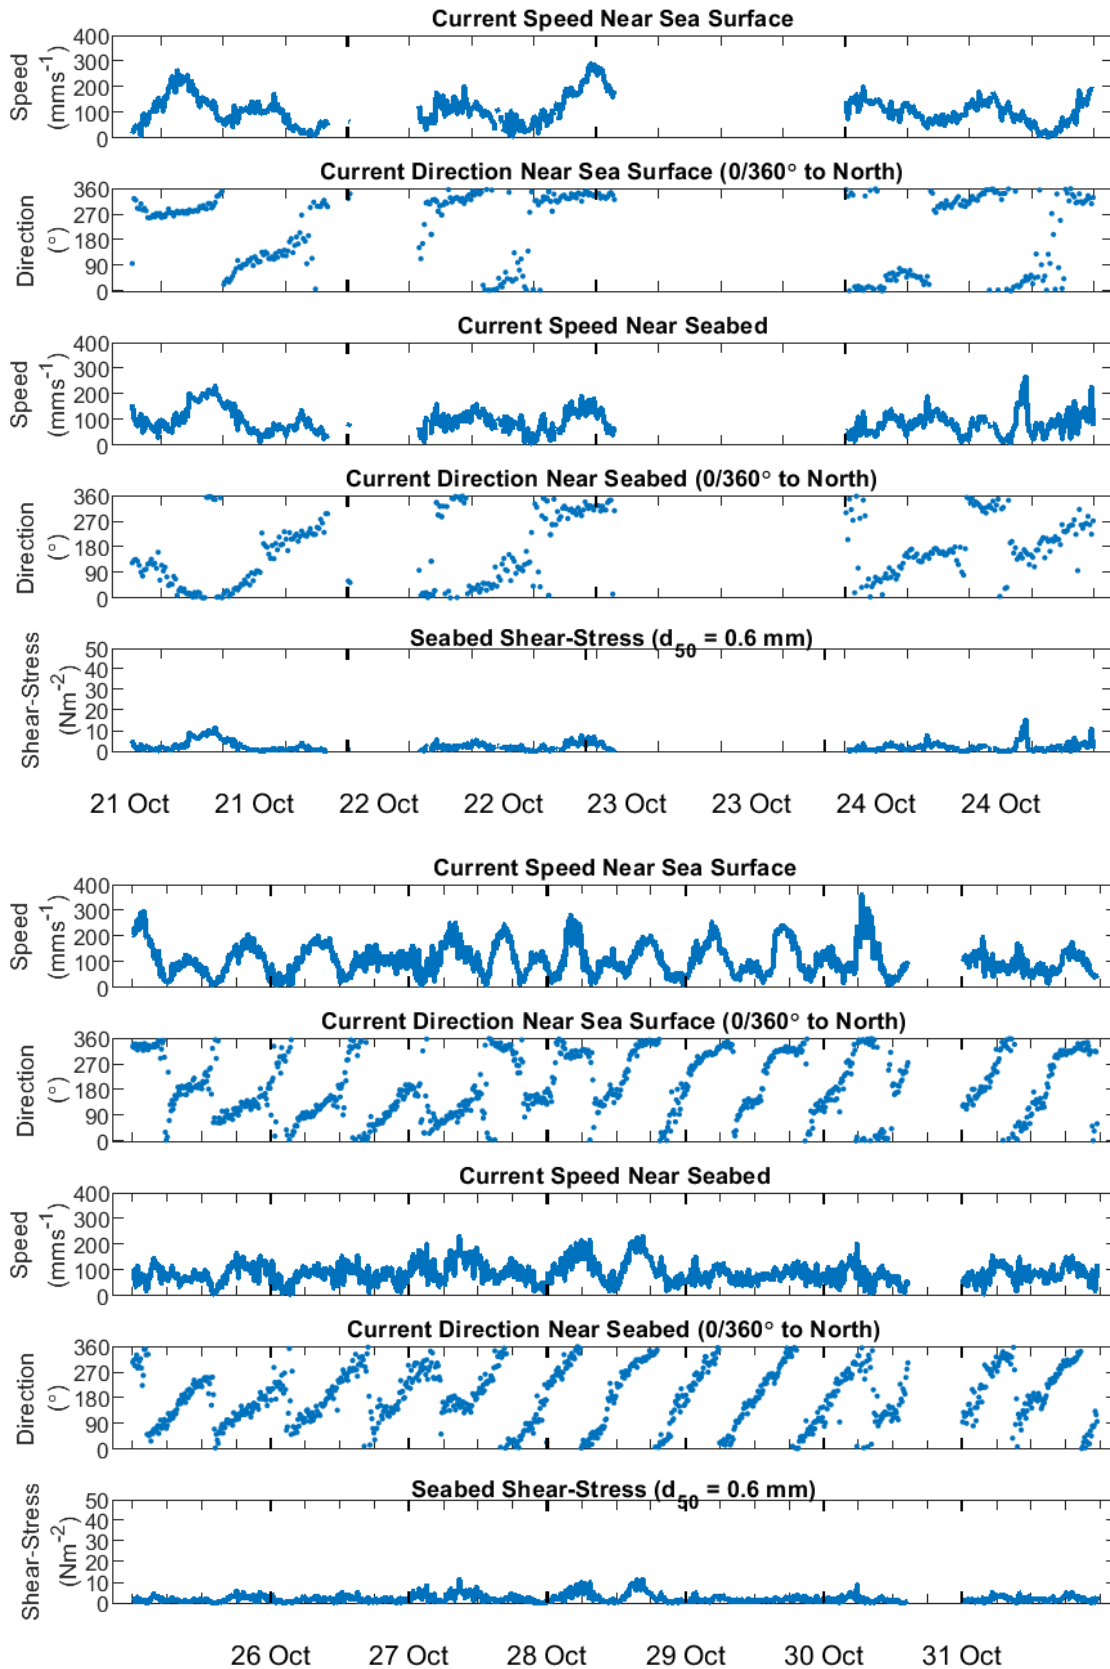 Current Speed Near Sea Surface
Speed
(mms⁻¹)
400
300
200
100
0
Current Direction Near Sea Surface (0/360° to North)
Direction
(°)
360
270
180
90
0
Current Speed Near Seabed
Speed
(mms⁻¹)
400
300
200
100
0
Current Direction Near Seabed (0/360° to North)
Direction
(°)
360
270
180
90
0
Seabed Shear-Stress (d₅₀ = 0.6 mm)
Shear-Stress
(Nm⁻²)
50
40
30
20
10
0
21 Oct 21 Oct 22 Oct 22 Oct 23 Oct 23 Oct 24 Oct 24 Oct
Current Speed Near Sea Surface
Speed
(mms⁻¹)
400
300
200
100
0
Current Direction Near Sea Surface (0/360° to North)
Direction
(°)
360
270
180
90
0
Current Speed Near Seabed
Speed
(mms⁻¹)
400
300
200
100
0
Current Direction Near Seabed (0/360° to North)
Direction
(°)
360
270
180
90
0
Seabed Shear-Stress (d₅₀ = 0.6 mm)
Shear-Stress
(Nm⁻²)
50
40
30
20
10
0
26 Oct 27 Oct 28 Oct 29 Oct 30 Oct 31 Oct